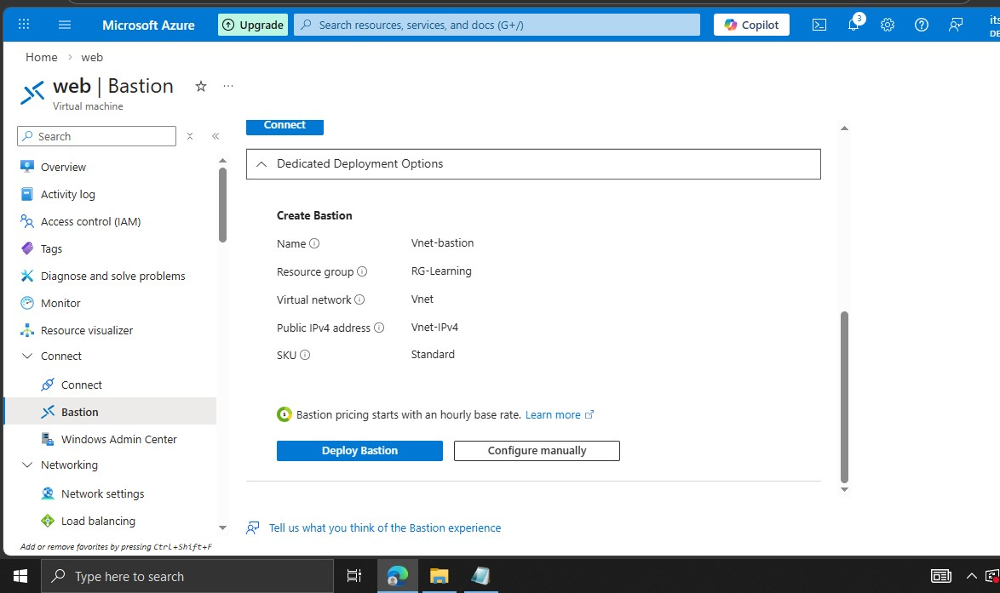 Microsoft Azure
Upgrade
Search resources, services, and docs (G+/)
Copilot
3
its
DE
Home > web
web | Bastion
Virtual machine
Search
Overview
Activity log
Access control (IAM)
Tags
Diagnose and solve problems
Monitor
Resource visualizer
Connect
Connect
Bastion
Windows Admin Center
Networking
Network settings
Load balancing
Add or remove favorites by pressing Ctrl+Shift+F
Connect
Dedicated Deployment Options
Create Bastion
Name Vnet-bastion
Resource group RG-Learning
Virtual network Vnet
Public IPv4 address Vnet-IPv4
SKU Standard
Bastion pricing starts with an hourly base rate. Learn more
Deploy Bastion
Configure manually
Tell us what you think of the Bastion experience
Type here to search